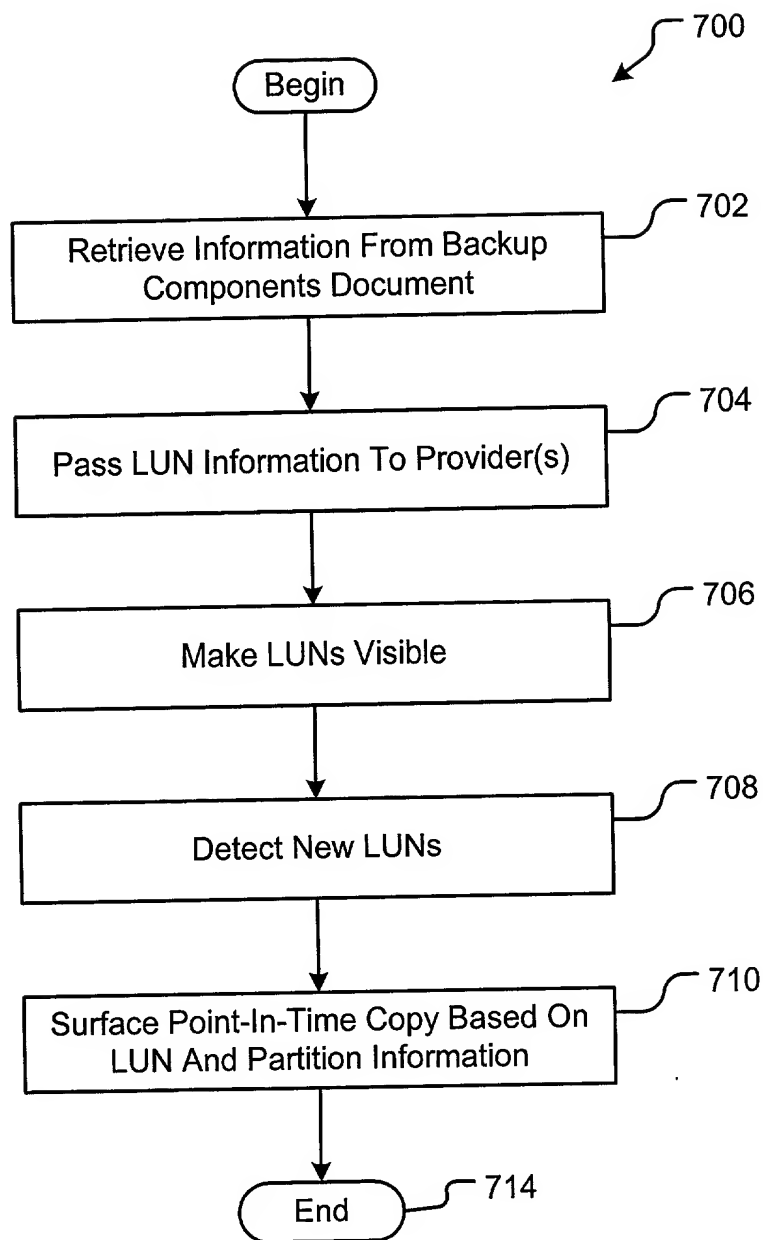 700
Begin
702
Retrieve Information From Backup
Components Document
704
Pass LUN Information To Provider(s)
706
Make LUNs Visible
708
Detect New LUNs
710
Surface Point-In-Time Copy Based On
LUN And Partition Information
714
End